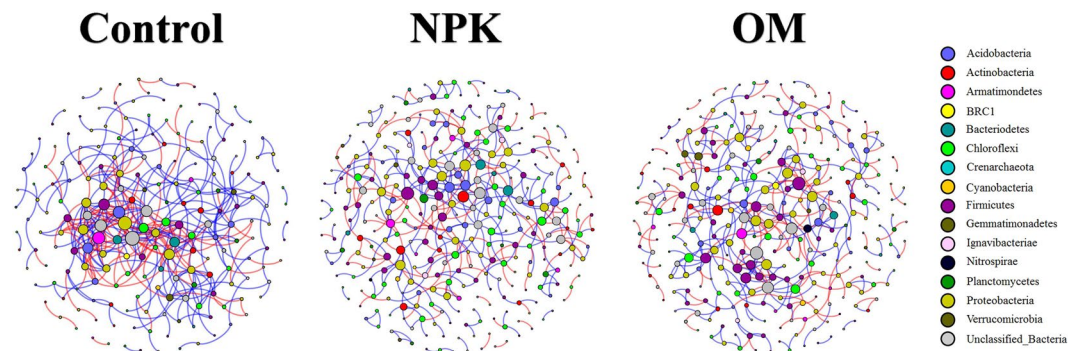 Control
NPK
OM
Acidobacteria
Actinobacteria
Armatimondetes
BRC1
Bacteriodetes
Chloroflexi
Crenarchaeota
Cyanobacteria
Firmicutes
Gemmatimonadetes
Ignavibacteriae
Nitrospirae
Planctomycetes
Proteobacteria
Verrucomicrobia
Unclassified_Bacteria